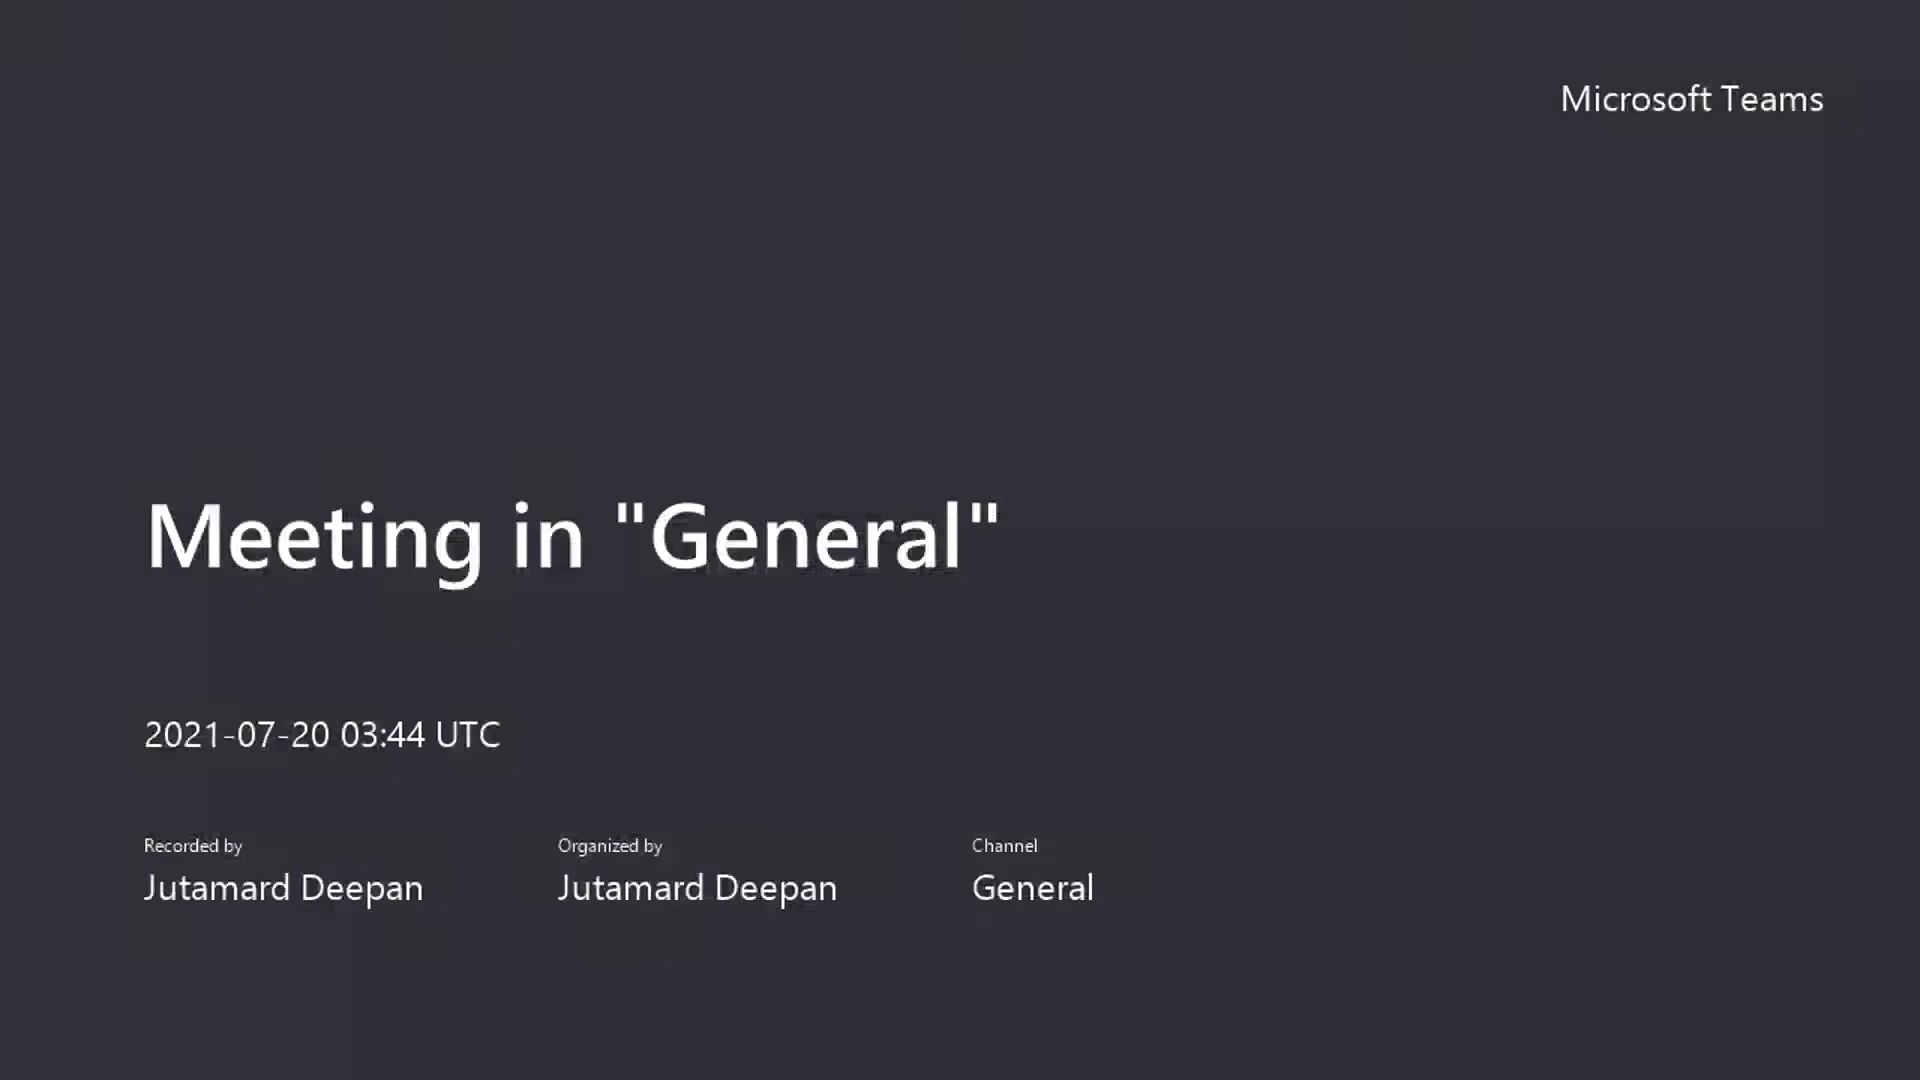 Microsoft Teams
Meeting in "General"
2021-07-20 03:44 UTC
Recorded by
Jutamard Deepan
Organized by
Jutamard Deepan
Channel
General